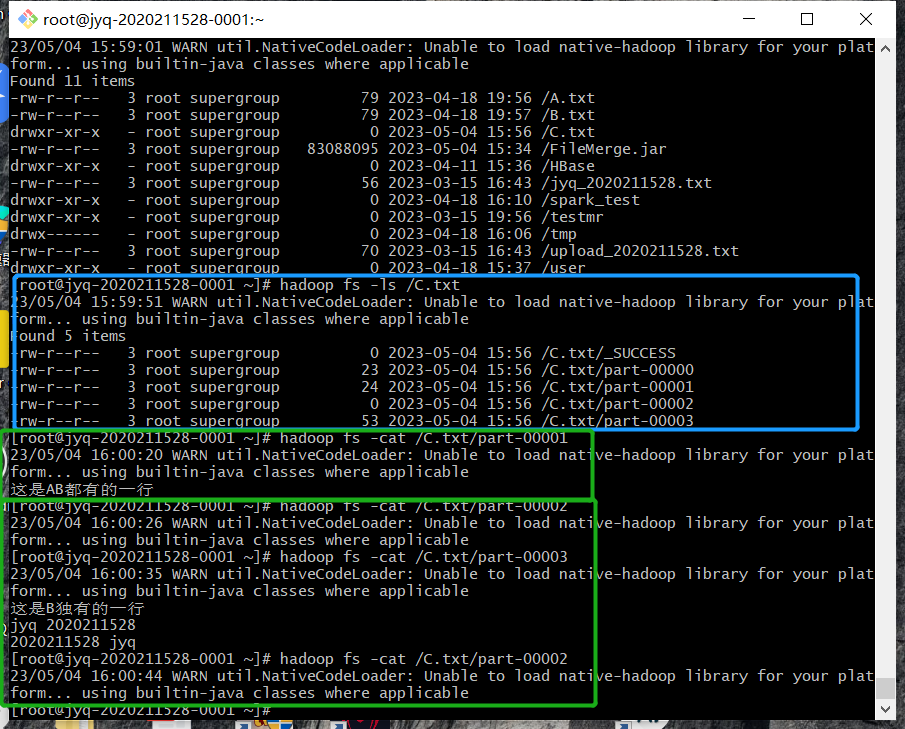 root@jyq-2020211528-0001:~
23/05/04 15:59:01 WARN util.NativeCodeLoader: Unable to load native-hadoop library for your plat
form... using builtin-java classes where applicable
Found 11 items
-rw-r--r--   3 root supergroup         79 2023-04-18 19:56 /A.txt
-rw-r--r--   3 root supergroup         79 2023-04-18 19:57 /B.txt
drwxr-xr-x   - root supergroup          0 2023-05-04 15:56 /C.txt
-rw-r--r--   3 root supergroup   83088095 2023-05-04 15:34 /FileMerge.jar
drwxr-xr-x   - root supergroup          0 2023-04-11 15:36 /HBase
-rw-r--r--   3 root supergroup         56 2023-03-15 16:43 /jyq_2020211528.txt
drwxr-xr-x   - root supergroup          0 2023-04-18 16:10 /spark_test
drwxr-xr-x   - root supergroup          0 2023-03-15 19:56 /testmr
drwx------   - root supergroup          0 2023-04-18 16:06 /tmp
-rw-r--r--   3 root supergroup         70 2023-03-15 16:43 /upload_2020211528.txt
drwxr-xr-x   - root supergroup          0 2023-04-18 15:37 /user
[root@jyq-2020211528-0001 ~]# hadoop fs -ls /C.txt
23/05/04 15:59:51 WARN util.NativeCodeLoader: Unable to load native-hadoop library for your plat
form... using builtin-java classes where applicable
Found 5 items
-rw-r--r--   3 root supergroup          0 2023-05-04 15:56 /C.txt/_SUCCESS
-rw-r--r--   3 root supergroup         23 2023-05-04 15:56 /C.txt/part-00000
-rw-r--r--   3 root supergroup         24 2023-05-04 15:56 /C.txt/part-00001
-rw-r--r--   3 root supergroup          0 2023-05-04 15:56 /C.txt/part-00002
-rw-r--r--   3 root supergroup         53 2023-05-04 15:56 /C.txt/part-00003
[root@jyq-2020211528-0001 ~]# hadoop fs -cat /C.txt/part-00001
23/05/04 16:00:20 WARN util.NativeCodeLoader: Unable to load native-hadoop library for your plat
form... using builtin-java classes where applicable
这是AB都有的一行
[root@jyq-2020211528-0001 ~]# hadoop fs -cat /C.txt/part-00002
23/05/04 16:00:26 WARN util.NativeCodeLoader: Unable to load native-hadoop library for your plat
form... using builtin-java classes where applicable
[root@jyq-2020211528-0001 ~]# hadoop fs -cat /C.txt/part-00003
23/05/04 16:00:35 WARN util.NativeCodeLoader: Unable to load native-hadoop library for your plat
form... using builtin-java classes where applicable
这是B独有的一行
jyq 2020211528
2020211528 jyq
[root@jyq-2020211528-0001 ~]# hadoop fs -cat /C.txt/part-00002
23/05/04 16:00:44 WARN util.NativeCodeLoader: Unable to load native-hadoop library for your plat
form... using builtin-java classes where applicable
[root@jyq-2020211528-0001 ~]#